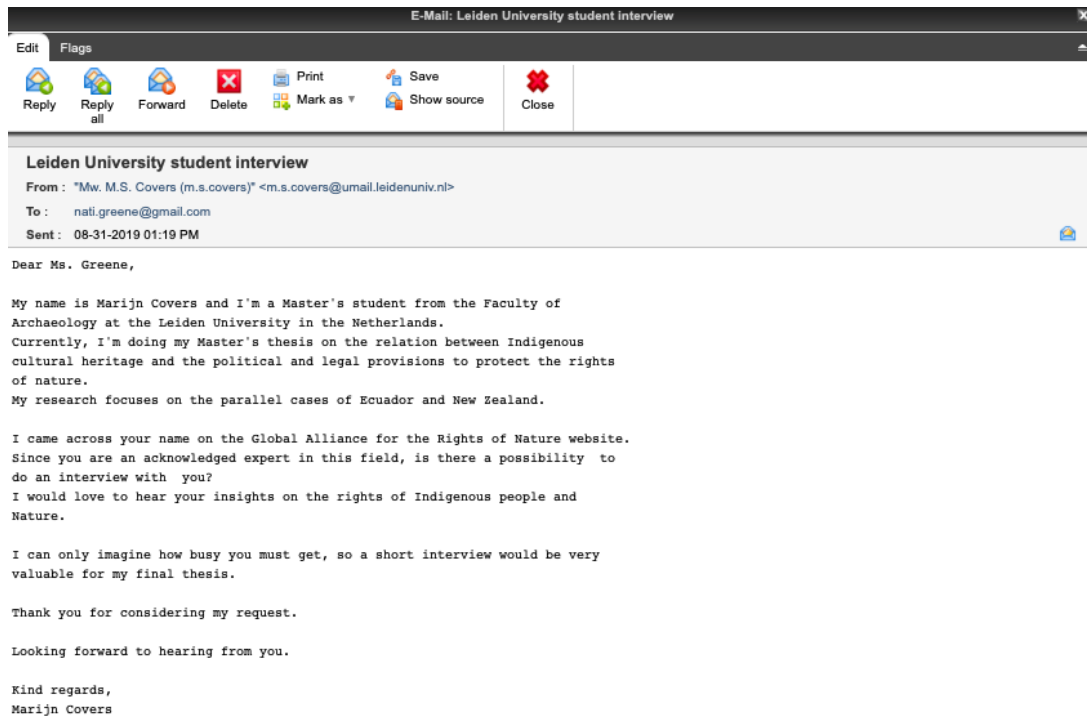 E-Mail: Leiden University student interview
Edit Flags
Reply
Reply all
Forward
Delete
Print
Mark as
Save
Show source
Close
Leiden University student interview
From : "Mw. M.S. Covers (m.s.covers)" <m.s.covers@umail.leidenuniv.nl>
To : nati.greene@gmail.com
Sent : 08-31-2019 01:19 PM
Dear Ms. Greene,
My name is Marijn Covers and I'm a Master's student from the Faculty of
Archaeology at the Leiden University in the Netherlands.
Currently, I'm doing my Master's thesis on the relation between Indigenous
cultural heritage and the political and legal provisions to protect the rights
of nature.
My research focuses on the parallel cases of Ecuador and New Zealand.
I came across your name on the Global Alliance for the Rights of Nature website.
Since you are an acknowledged expert in this field, is there a possibility  to
do an interview with  you?
I would love to hear your insights on the rights of Indigenous people and
Nature.
I can only imagine how busy you must get, so a short interview would be very
valuable for my final thesis.
Thank you for considering my request.
Looking forward to hearing from you.
Kind regards,
Marijn Covers